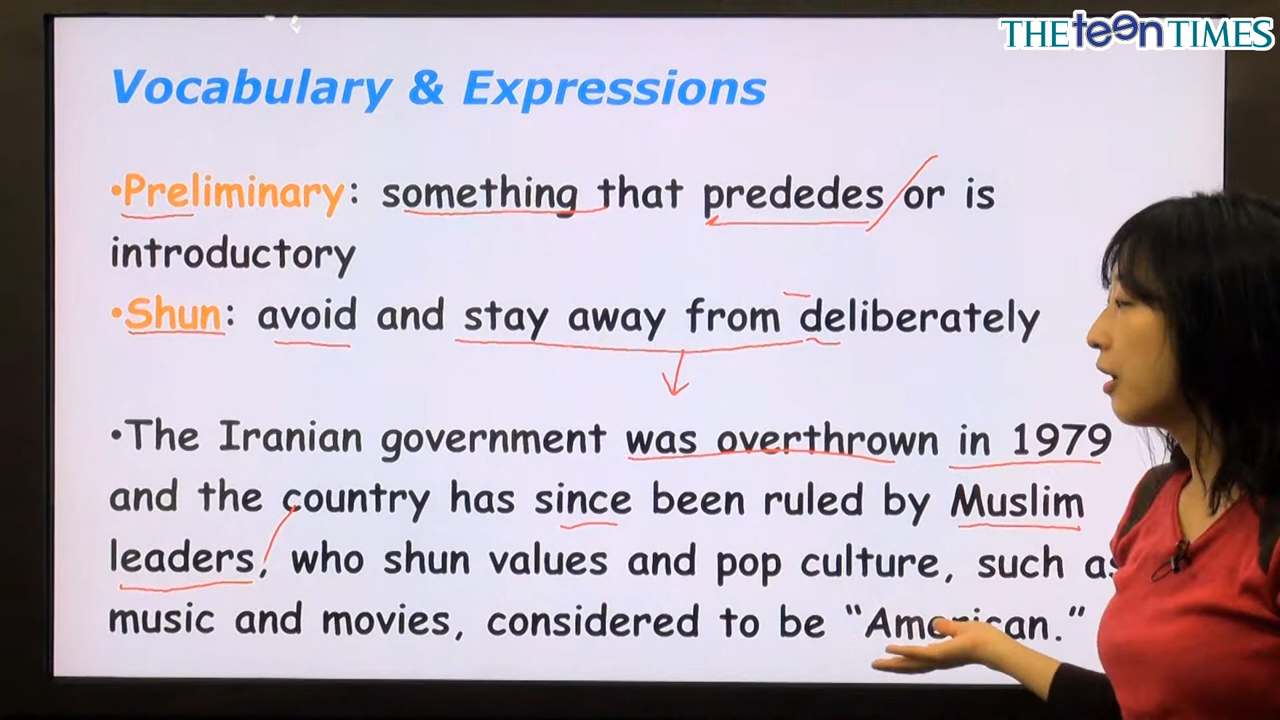 THE teen TIMES
Vocabulary & Expressions
•Preliminary: something that prededes or is
introductory
•Shun: avoid and stay away from deliberately
•The Iranian government was overthrown in 1979
and the country has since been ruled by Muslim
leaders, who shun values and pop culture, such as
music and movies, considered to be “American.”